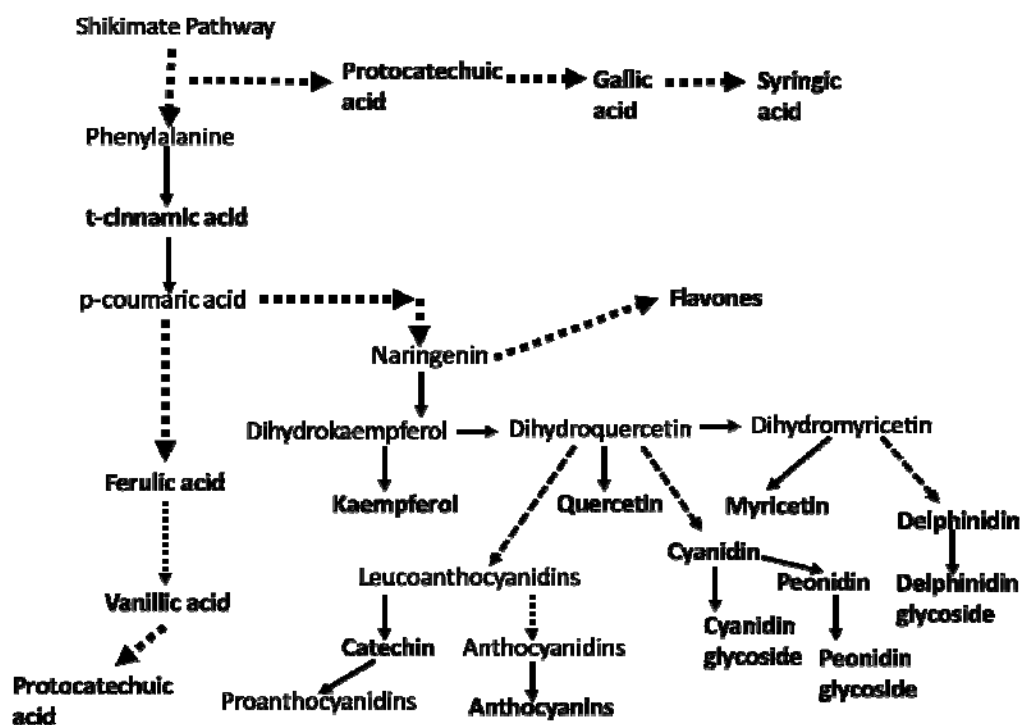 Shikimate Pathway
Protocatechuic
acid
Gallic
acid
Syringic
acid
Phenylalanine
t-cinnamic acid
p-coumaric acid
Flavones
Naringenin
Dihydrokaempferol
Dihydroquercetin
Dihydromyricetin
Ferulic acid
Kaempferol
Quercetin
Myricetin
Delphinidin
Cyanidin
Leucoanthocyanidins
Peonidin
Delphinidin
glycoside
Vanillic acid
Catechin
Anthocyanidins
Cyanidin
glycoside
Peonidin
glycoside
Protocatechuic
acid
Proanthocyanidins
Anthocyanins